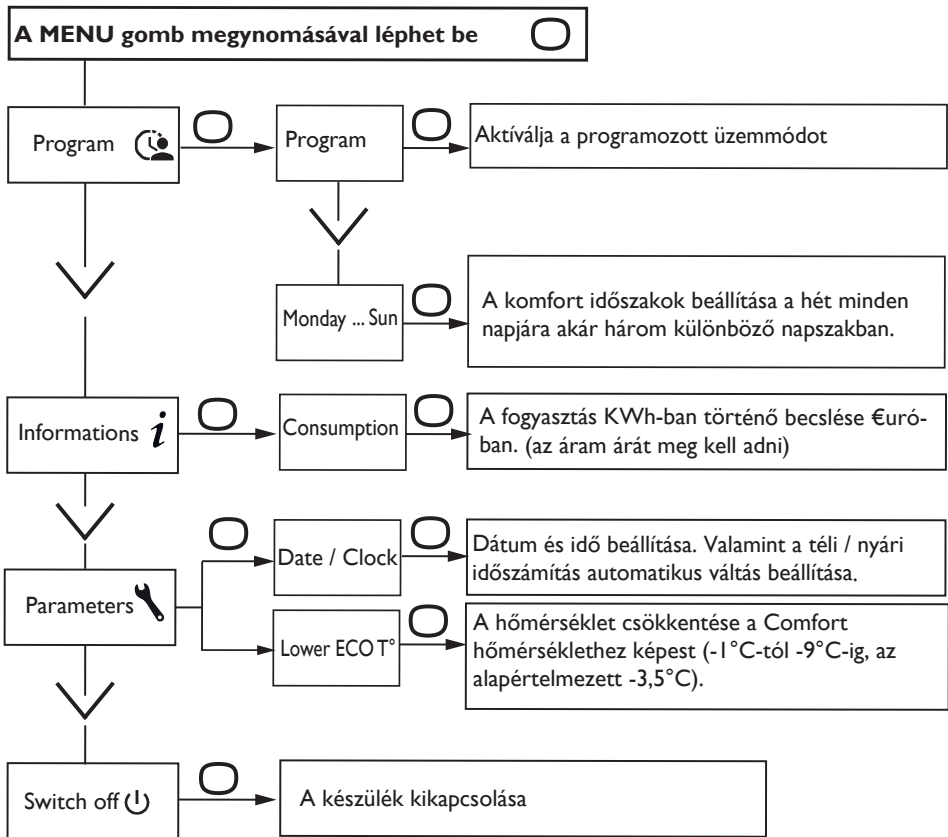 A MENU gomb megynomásával léphet be
Program
Program
Aktíválja a programozott üzemmódot
Monday ... Sun
A komfort időszakok beállítása a hét minden
napjára akár három különböző napszakban.
Informations i
Consumption
A fogyasztás KWh-ban történő becslése €uró-
ban. (az áram árát meg kell adni)
Parameters
Date / Clock
Dátum és idő beállítása. Valamint a téli / nyári
időszámítás automatikus váltás beállítása.
Lower ECO T°
A hőmérséklet csökkentése a Comfort
hőmérséklethez képest (-1°C-tól -9°C-ig, az
alapértelmezett -3,5°C).
Switch off
A készülék kikapcsolása